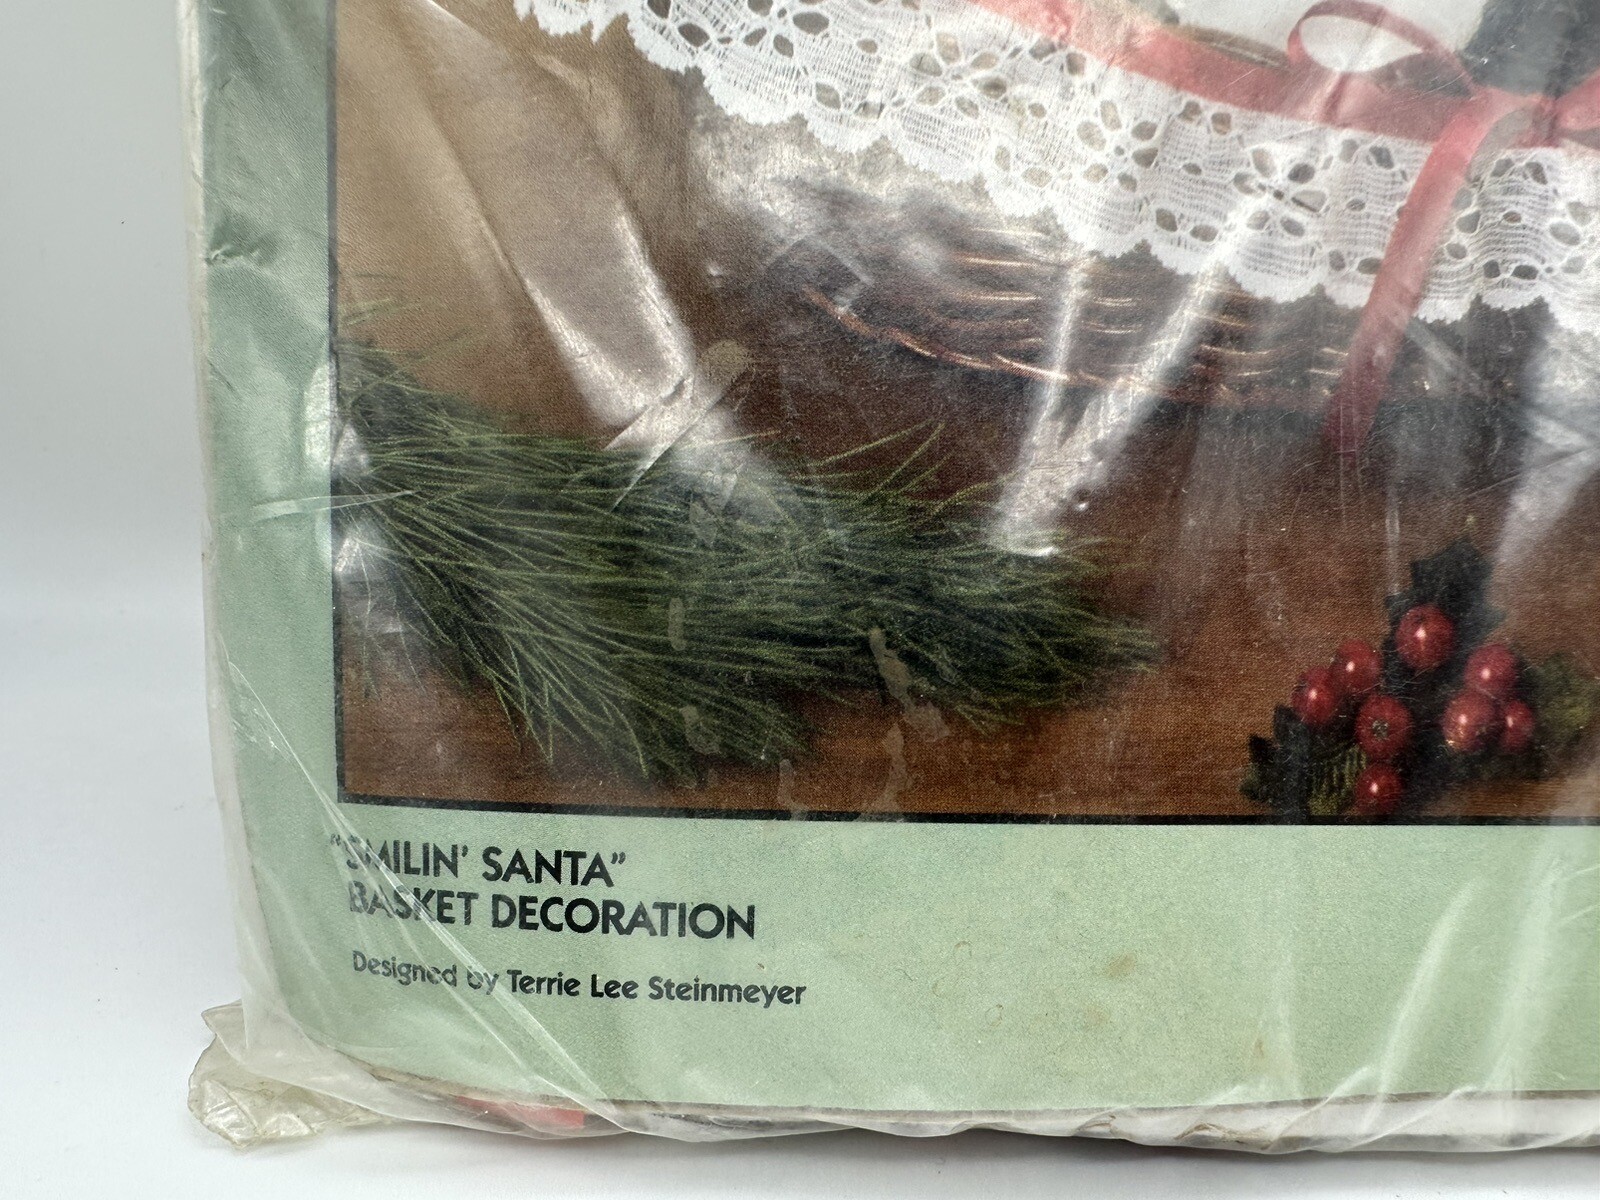 "SMILIN' SANTA"
BASKET DECORATION
Designed by Terrie Lee Steinmeyer